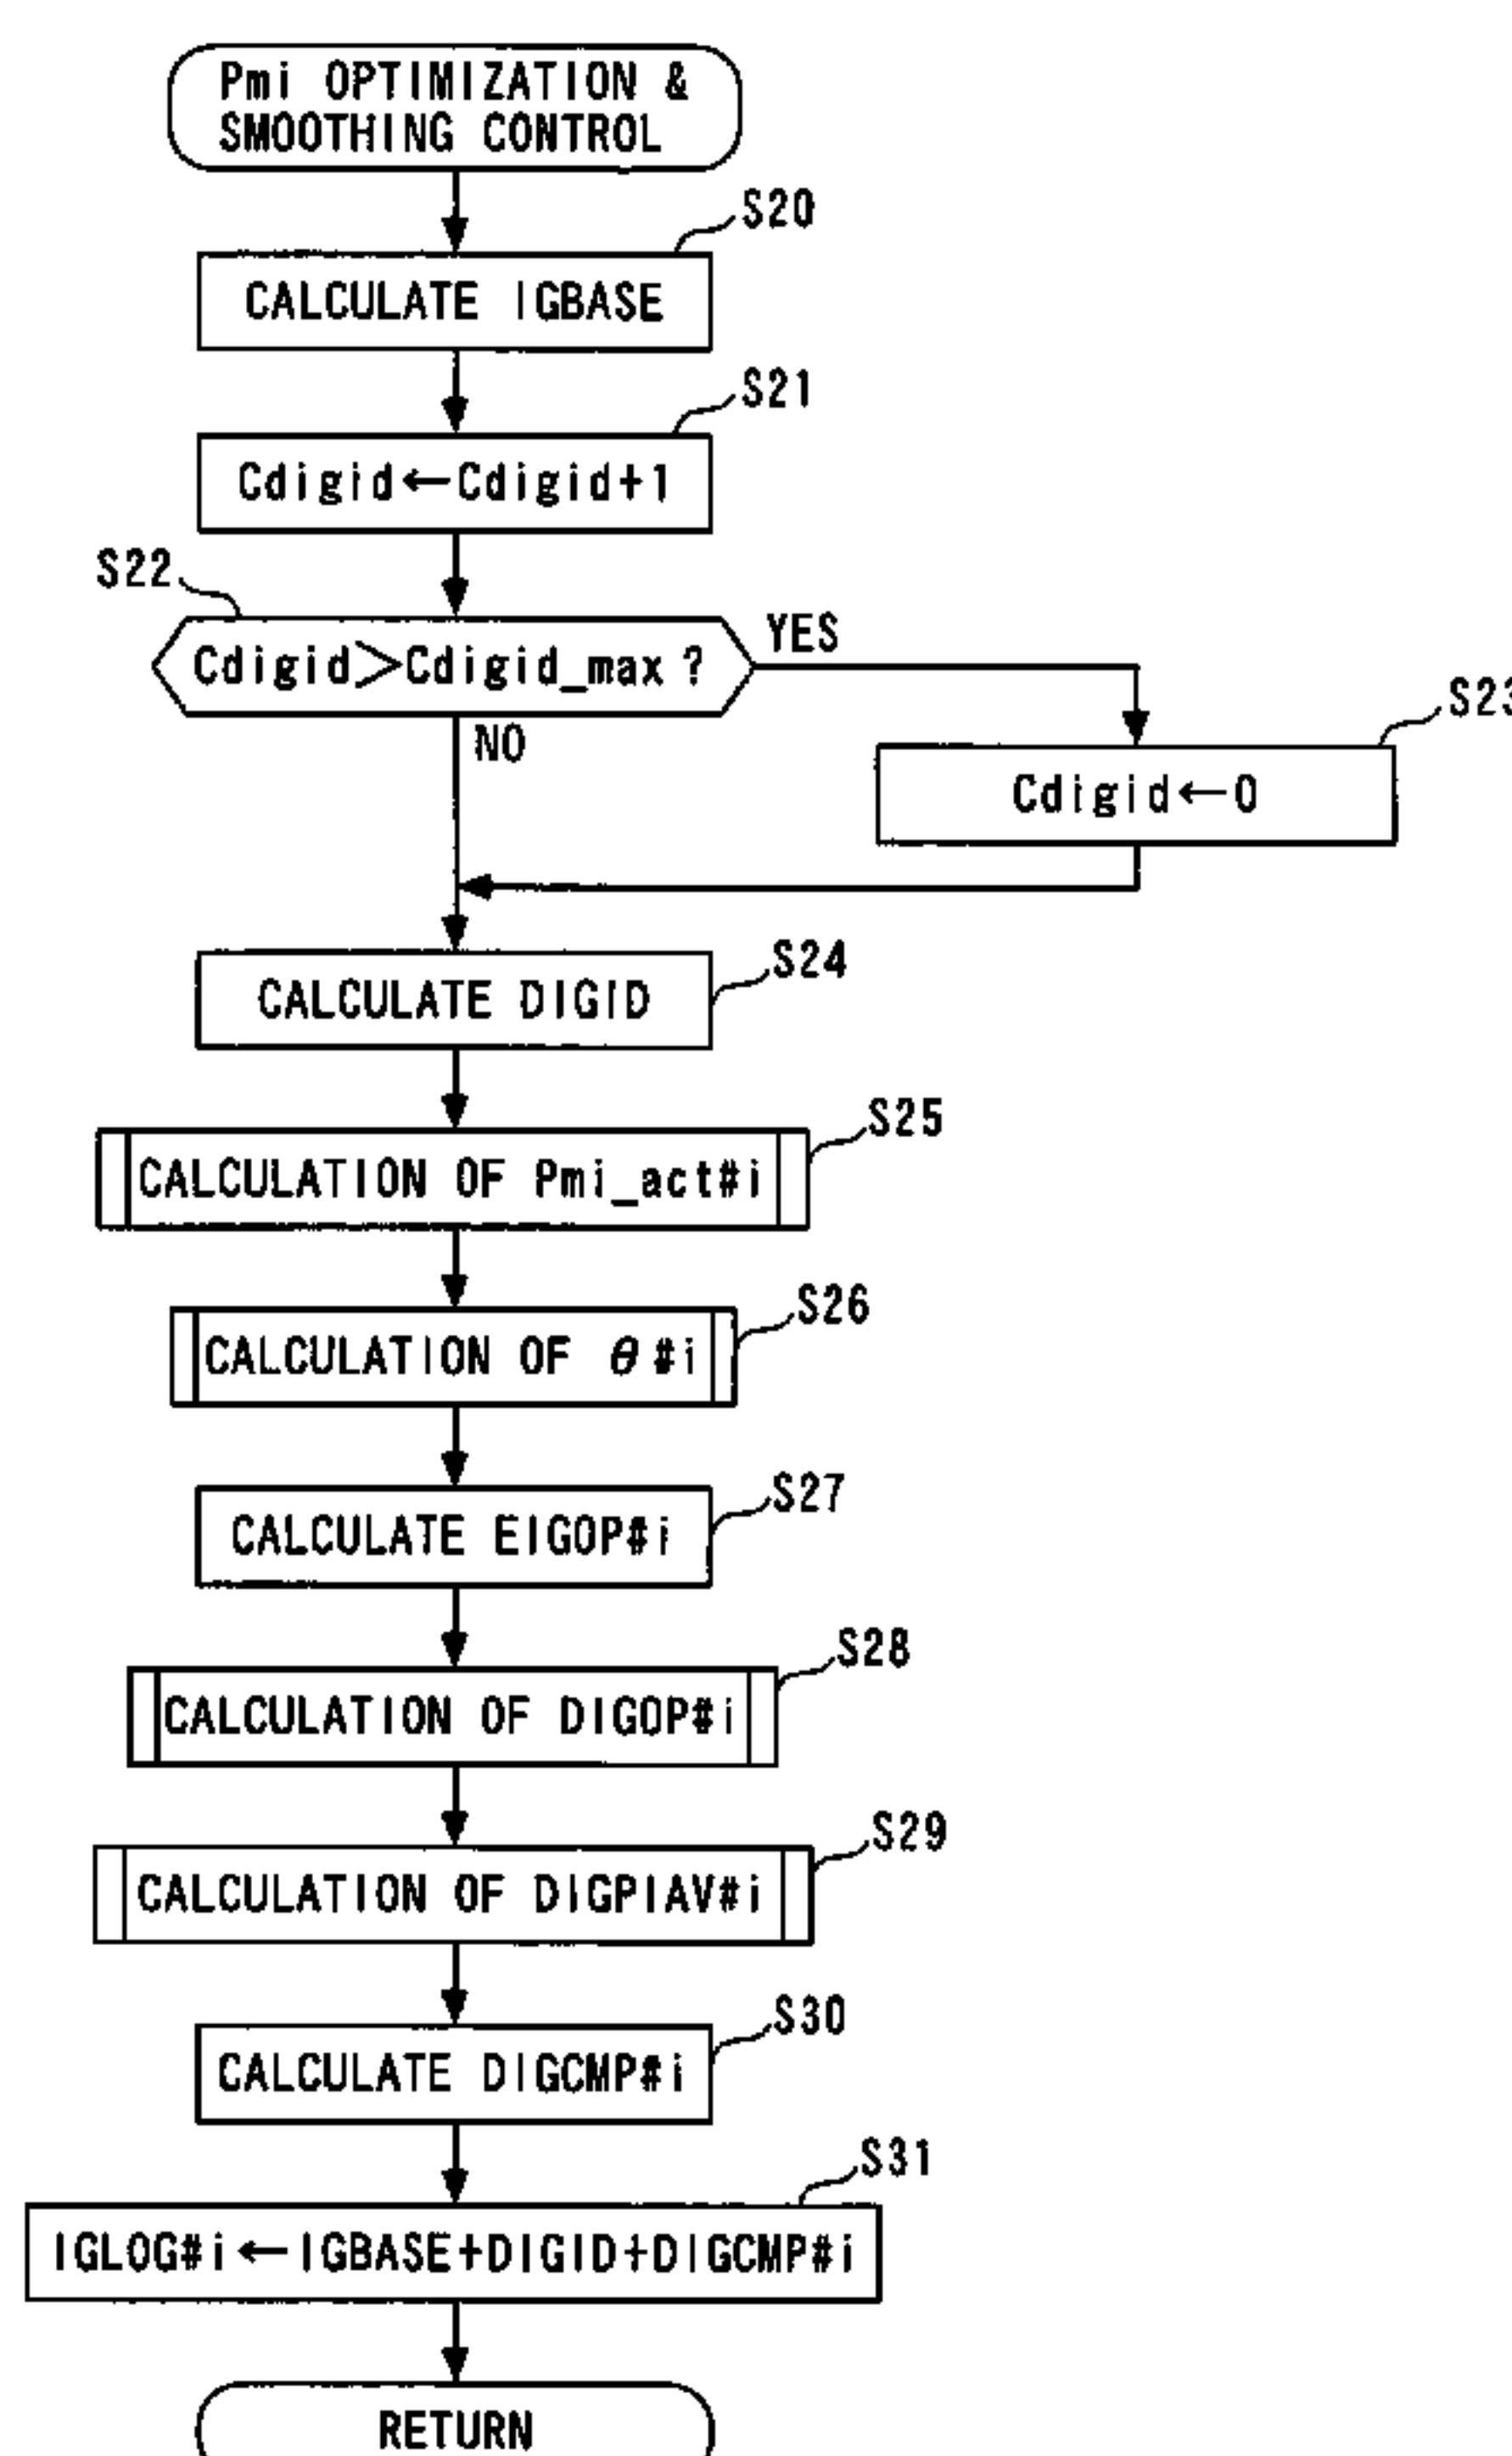 Pmi OPTIMIZATION &
SMOOTHING CONTROL
S20
CALCULATE IGBASE
S21
Cdigid←Cdigid+1
S22
Cdigid>Cdigid_max ?
YES
NO
S23
Cdigid←0
S24
CALCULATE DIGID
S25
CALCULATION OF Pmi_act#i
S26
CALCULATION OF θ#i
S27
CALCULATE EIGOP#i
S28
CALCULATION OF DIGOP#i
S29
CALCULATION OF DIGPIAV#i
S30
CALCULATE DIGCMP#i
S31
IGLOG#i←IGBASE+DIGID+DIGCMP#i
RETURN